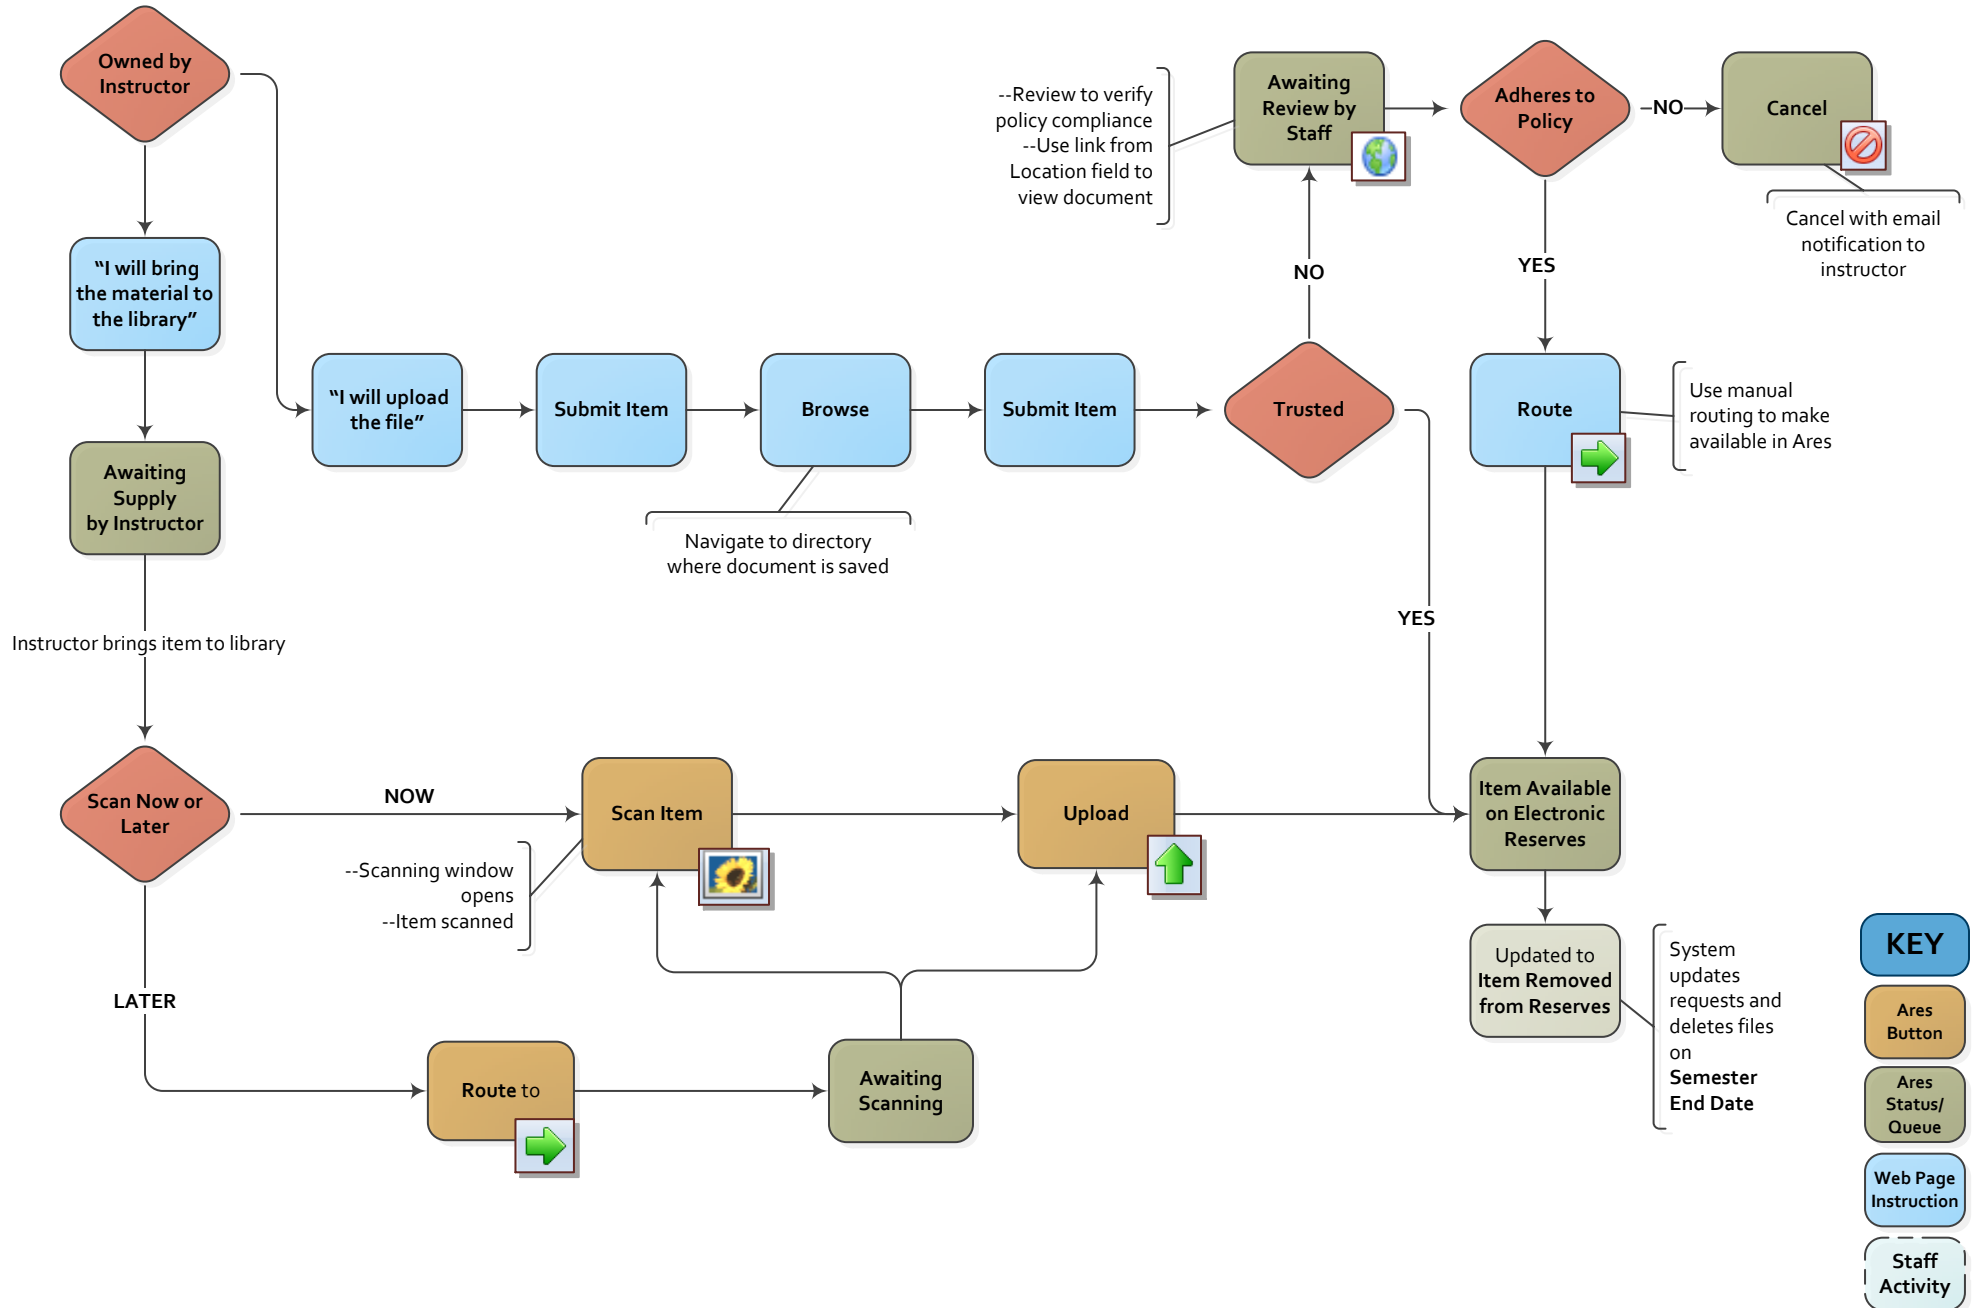 Owned by
Instructor
“I will bring
the material to
the library”
Awaiting
Supply
by Instructor
Instructor brings item to library
Scan Now or
Later
NOW
LATER
“I will upload
the file”
Submit Item
Browse
Navigate to directory
where document is saved
Submit Item
Trusted
NO
YES
--Review to verify
policy compliance
--Use link from
Location field to
view document
Awaiting
Review by
Staff
Adheres to
Policy
NO
Cancel
Cancel with email
notification to
instructor
YES
Route
Use manual
routing to make
available in Ares
Scan Item
--Scanning window
opens
--Item scanned
Upload
Item Available
on Electronic
Reserves
Route to
Awaiting
Scanning
Updated to
Item Removed
from Reserves
System
updates
requests and
deletes files
on
Semester
End Date
KEY
Ares
Button
Ares
Status/
Queue
Web Page
Instruction
Staff
Activity